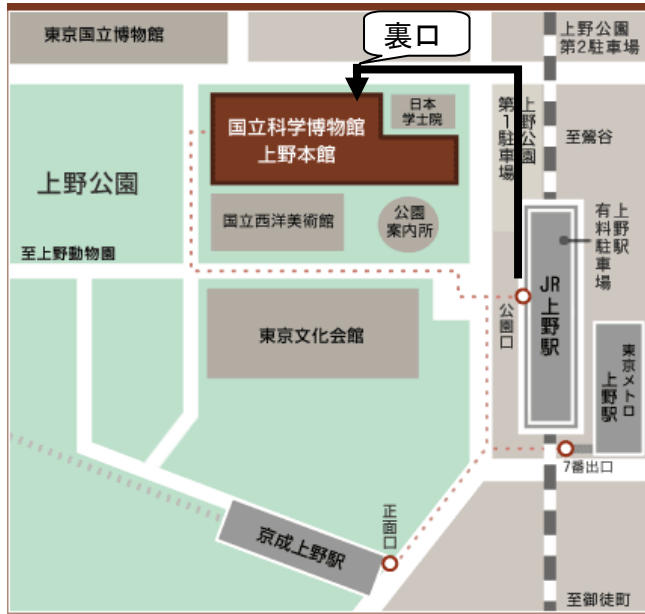 東京国立博物館
裏口
上野公園
第2駐車場
国立科学博物館
上野本館
日本
学士院
上野公園
第1駐車場
至鶯谷
上野公園
国立西洋美術館
公園
案内所
上野駅
有料駐車場
至上野動物園
JR上野駅
公園口
東京文化会館
東京メトロ
上野駅
7番出口
正面口
京成上野駅
至御徒町